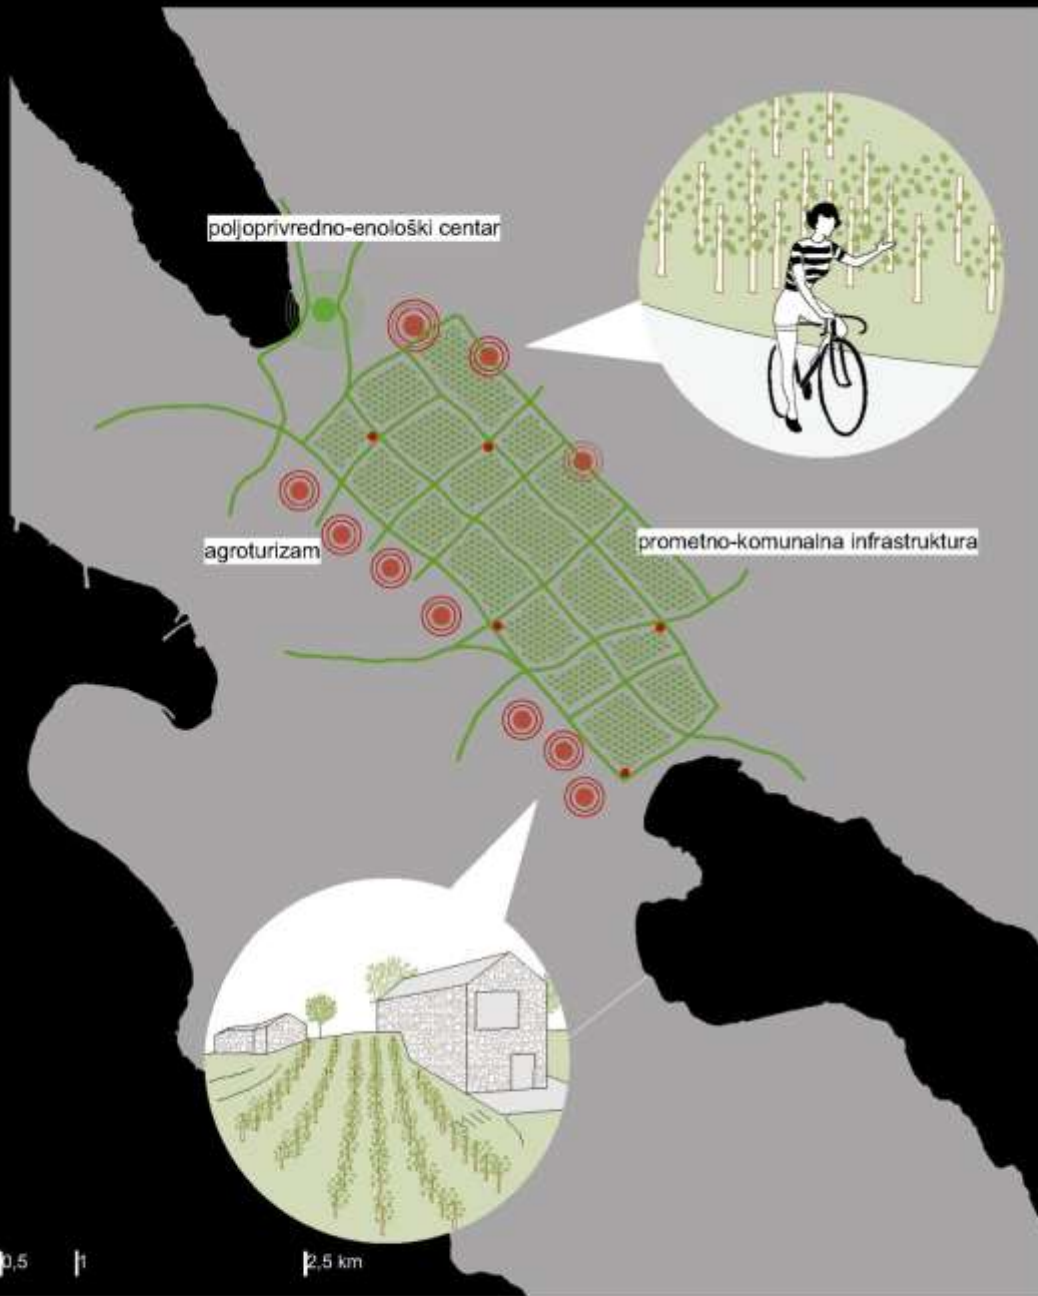 poljoprivredno-enološki centar
agroturizam
prometno-komunalna infrastruktura
0,5 1 2,5 km